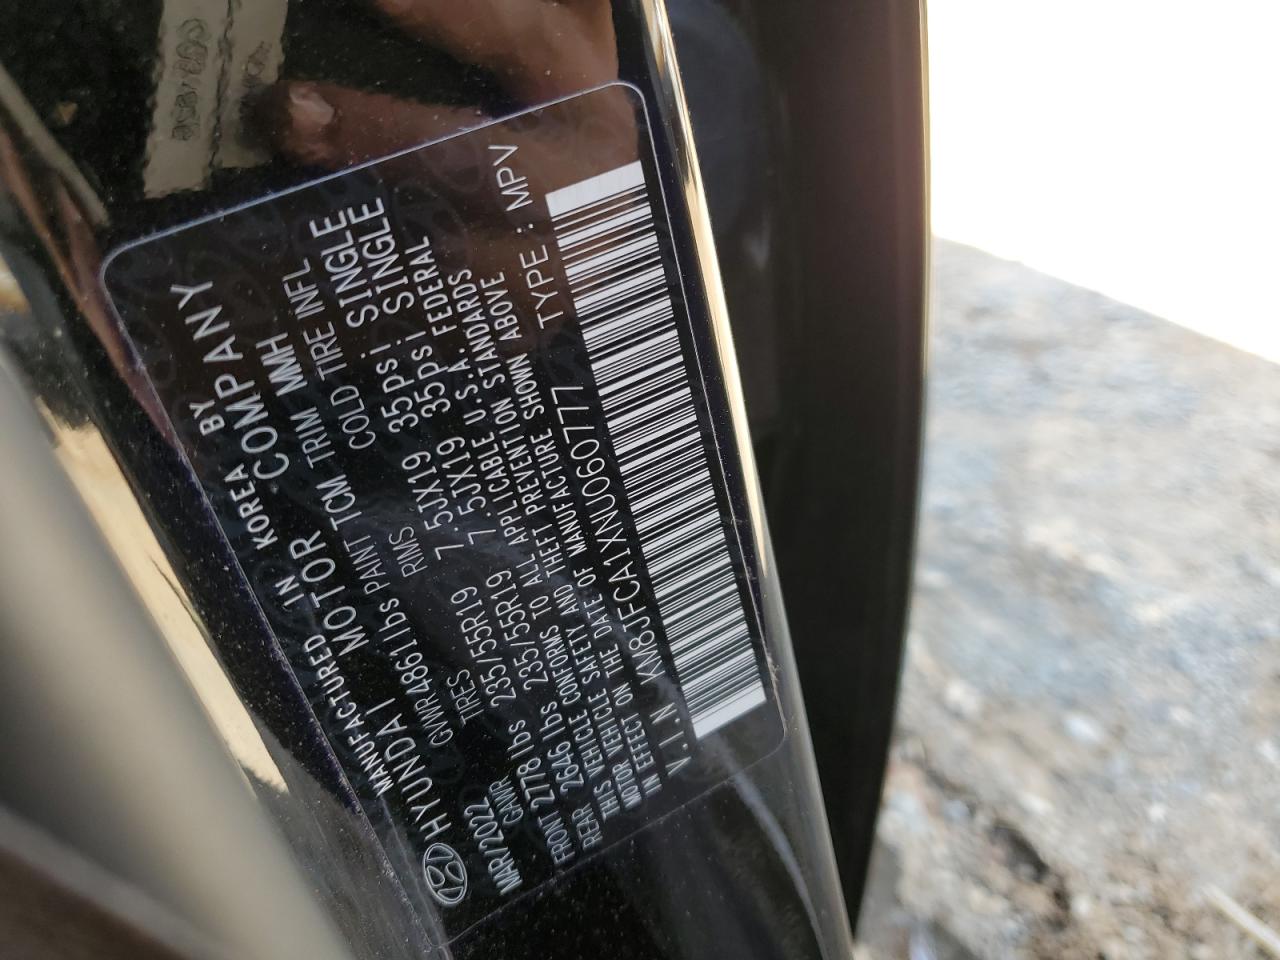 MANUFACTURED IN KOREA BY
HYUNDAI MOTOR COMPANY
MAR/2022 GVWR 4861 lbs PAINT TCM TRIM MMH
GAWR TIRES RIMS COLD TIRE INFL
FRONT 2778 lbs 235/55R19 7.5JX19 35psi SINGLE
REAR 2646 lbs 235/55R19 7.5JX19 35psi SINGLE
THIS VEHICLE CONFORMS TO ALL APPLICABLE U.S.A. FEDERAL
MOTOR VEHICLE SAFETY AND THEFT PREVENTION STANDARDS
IN EFFECT ON THE DATE OF MANUFACTURE SHOWN ABOVE
V.I.N KM8JFCA1XNU060777 TYPE : MPV